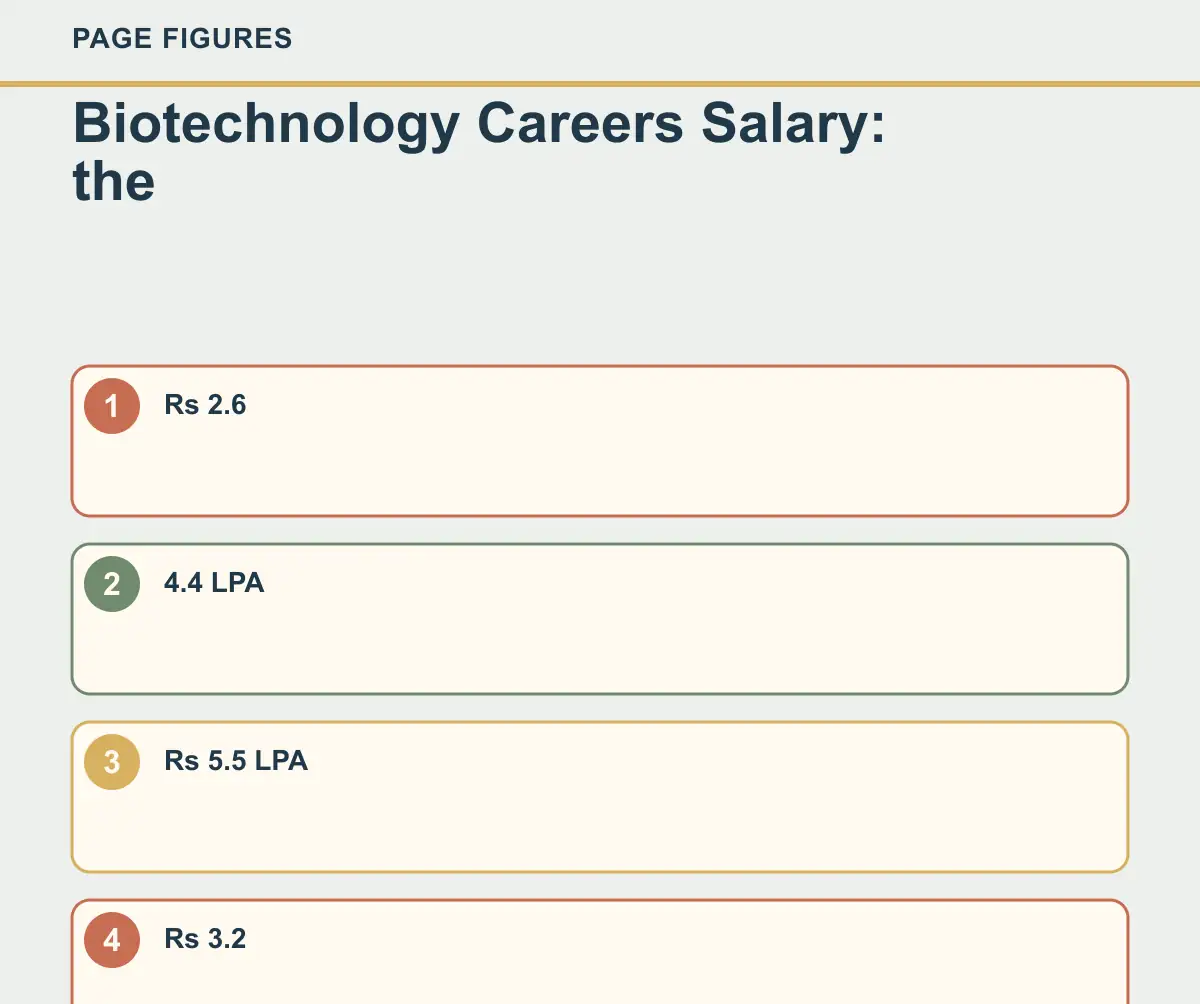 PAGE FIGURES
Biotechnology Careers Salary:
the
1
Rs 2.6
2
4.4 LPA
3
Rs 5.5 LPA
4
Rs 3.2